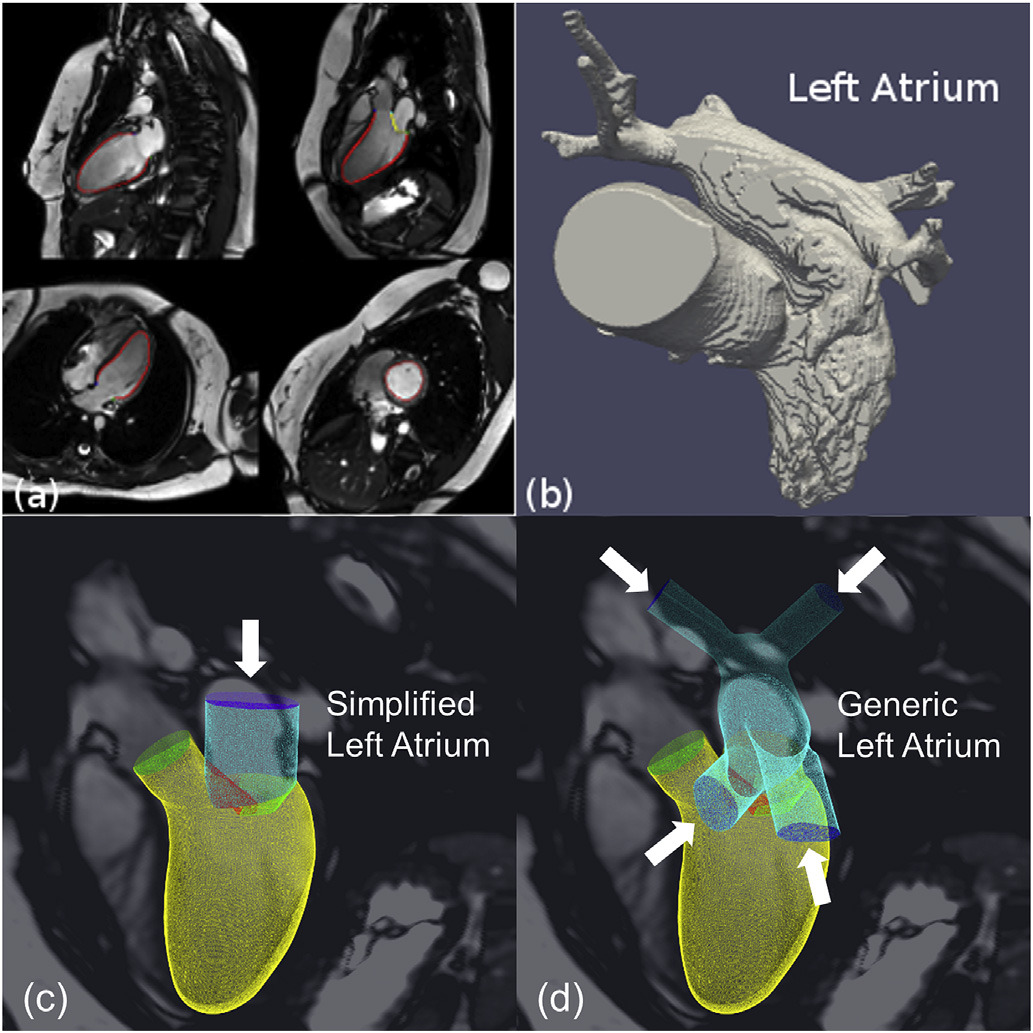 Left Atrium
(a)
(b)
Simplified
Left Atrium
Generic
Left Atrium
(c)
(d)